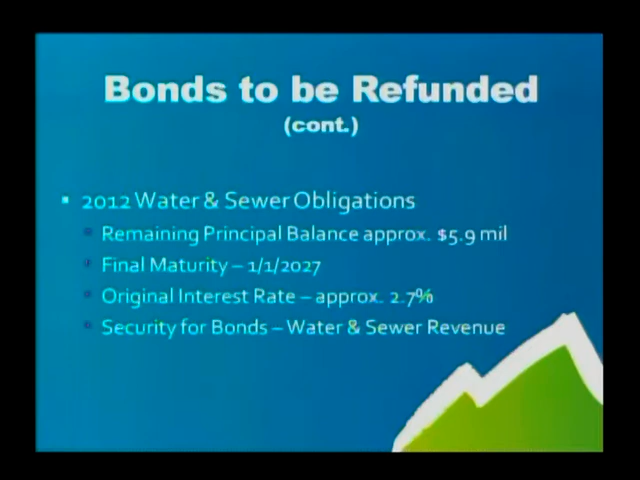 Bonds to be Refunded
(cont.)
2012 Water & Sewer Obligations
Remaining Principal Balance approx. $5.9 mil
Final Maturity – 1/1/2027
Original Interest Rate – approx. 2.7%
Security for Bonds – Water & Sewer Revenue